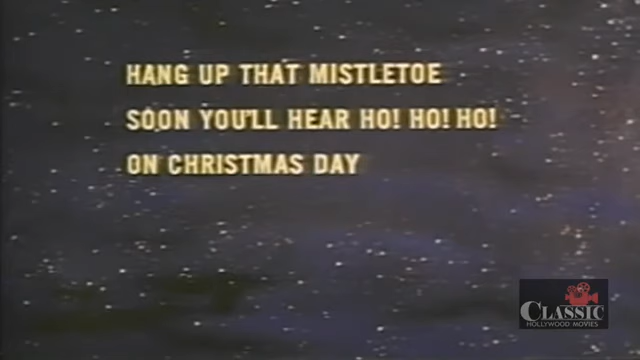 HANG UP THAT MISTLETOE
SOON YOU'LL HEAR HO! HO! HO!
ON CHRISTMAS DAY
CLASSIC
HOLLYWOOD MOVIES